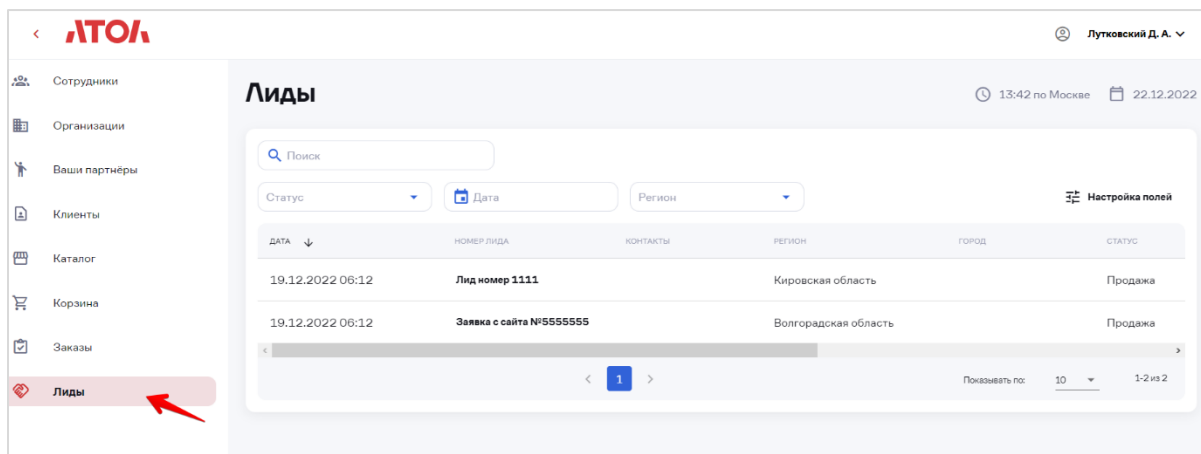 АТОЛ
Лутковский Д. А.
Сотрудники
Организации
Ваши партнёры
Клиенты
Каталог
Корзина
Заказы
Лиды
Лиды
13:42 по Москве 22.12.2022
Поиск
Статус Дата Регион Настройка полей
ДАТА НОМЕР ЛИДА КОНТАКТЫ РЕГИОН ГОРОД СТАТУС
19.12.2022 06:12 Лид номер 1111 Кировская область Продажа
19.12.2022 06:12 Заявка с сайта №5555555 Волгоградская область Продажа
1 Показывать по: 10 1-2 из 2